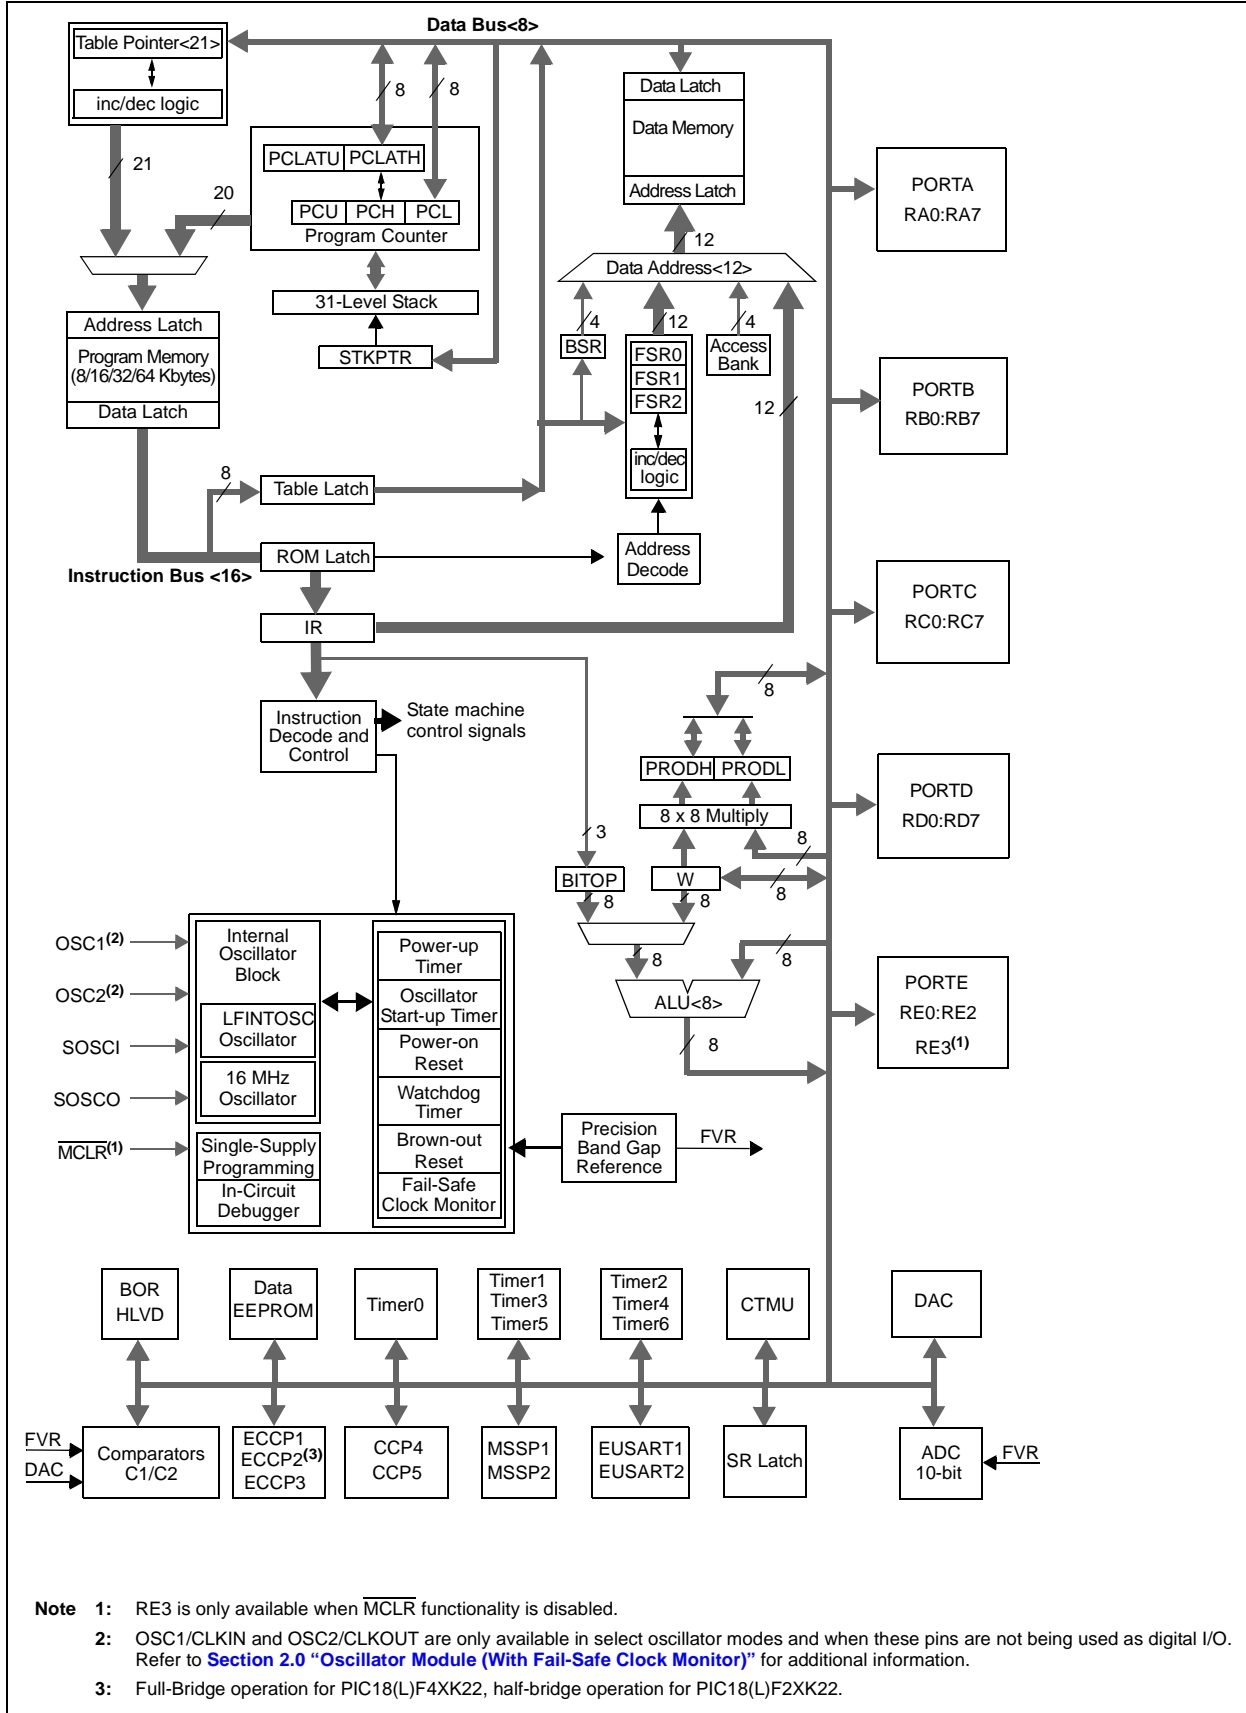 Data Bus<8>
Table Pointer<21>
inc/dec logic
21
20
8
8
PCLATU PCLATH
PCU PCH PCL
Program Counter
31-Level Stack
STKPTR
Data Latch
Data Memory
Address Latch
12
Data Address<12>
4
12
4
BSR
FSR0
FSR1
FSR2
inc/dec
logic
Access
Bank
12
Address
Decode
Address Latch
Program Memory
(8/16/32/64 Kbytes)
Data Latch
8
Table Latch
ROM Latch
Instruction Bus <16>
IR
Instruction
Decode and
Control
State machine
control signals
8
PRODH PRODL
8 x 8 Multiply
3
8
BITOP
W
8
8
8
8
8
ALU<8>
8
PORTA
RA0:RA7
PORTB
RB0:RB7
PORTC
RC0:RC7
PORTD
RD0:RD7
PORTE
RE0:RE2
RE3(1)
OSC1(2)
OSC2(2)
SOSCI
SOSCO
MCLR(1)
Internal
Oscillator
Block
LFINTOSC
Oscillator
16 MHz
Oscillator
Single-Supply
Programming
In-Circuit
Debugger
Power-up
Timer
Oscillator
Start-up Timer
Power-on
Reset
Watchdog
Timer
Brown-out
Reset
Fail-Safe
Clock Monitor
Precision
Band Gap
Reference
FVR
BOR
HLVD
Data
EEPROM
Timer0
Timer1
Timer3
Timer5
Timer2
Timer4
Timer6
CTMU
DAC
FVR
DAC
Comparators
C1/C2
ECCP1
ECCP2(3)
ECCP3
CCP4
CCP5
MSSP1
MSSP2
EUSART1
EUSART2
SR Latch
ADC
10-bit
FVR
Note 1: RE3 is only available when MCLR functionality is disabled.
2: OSC1/CLKIN and OSC2/CLKOUT are only available in select oscillator modes and when these pins are not being used as digital I/O.
Refer to Section 2.0 “Oscillator Module (With Fail-Safe Clock Monitor)” for additional information.
3: Full-Bridge operation for PIC18(L)F4XK22, half-bridge operation for PIC18(L)F2XK22.